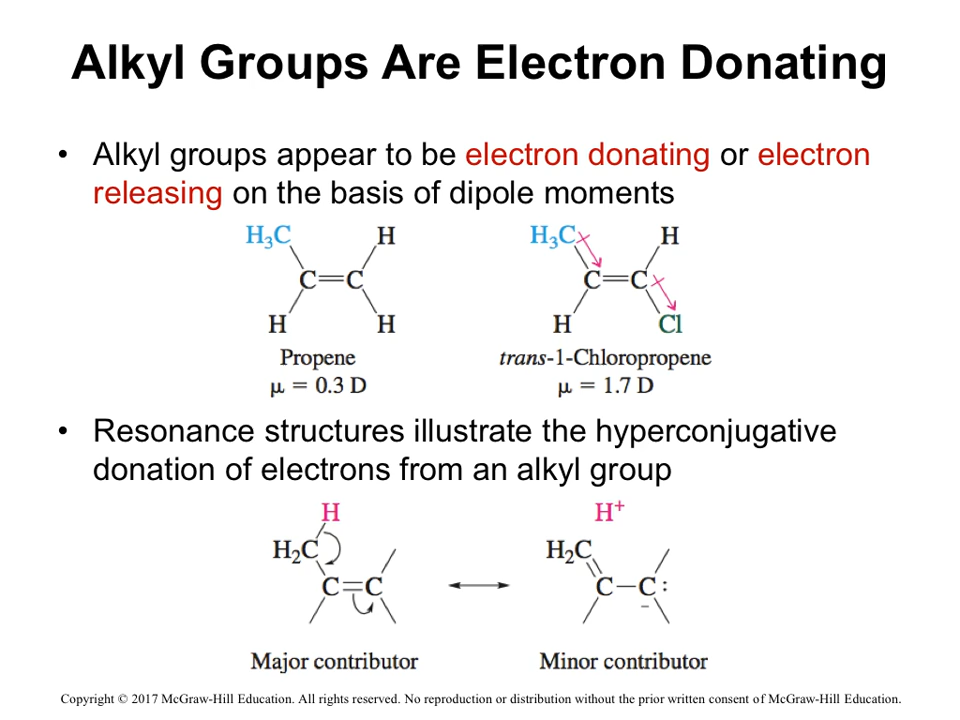 Alkyl Groups Are Electron Donating
• Alkyl groups appear to be electron donating or electron
releasing on the basis of dipole moments
H₃C H
C=C
H H
Propene
μ = 0.3 D
H₃C H
C=C
H Cl
trans-1-Chloropropene
μ = 1.7 D
• Resonance structures illustrate the hyperconjugative
donation of electrons from an alkyl group
H
H₂C
C=C
Major contributor
H⁺
H₂C
C–C:
−
Minor contributor
Copyright © 2017 McGraw-Hill Education. All rights reserved. No reproduction or distribution without the prior written consent of McGraw-Hill Education.